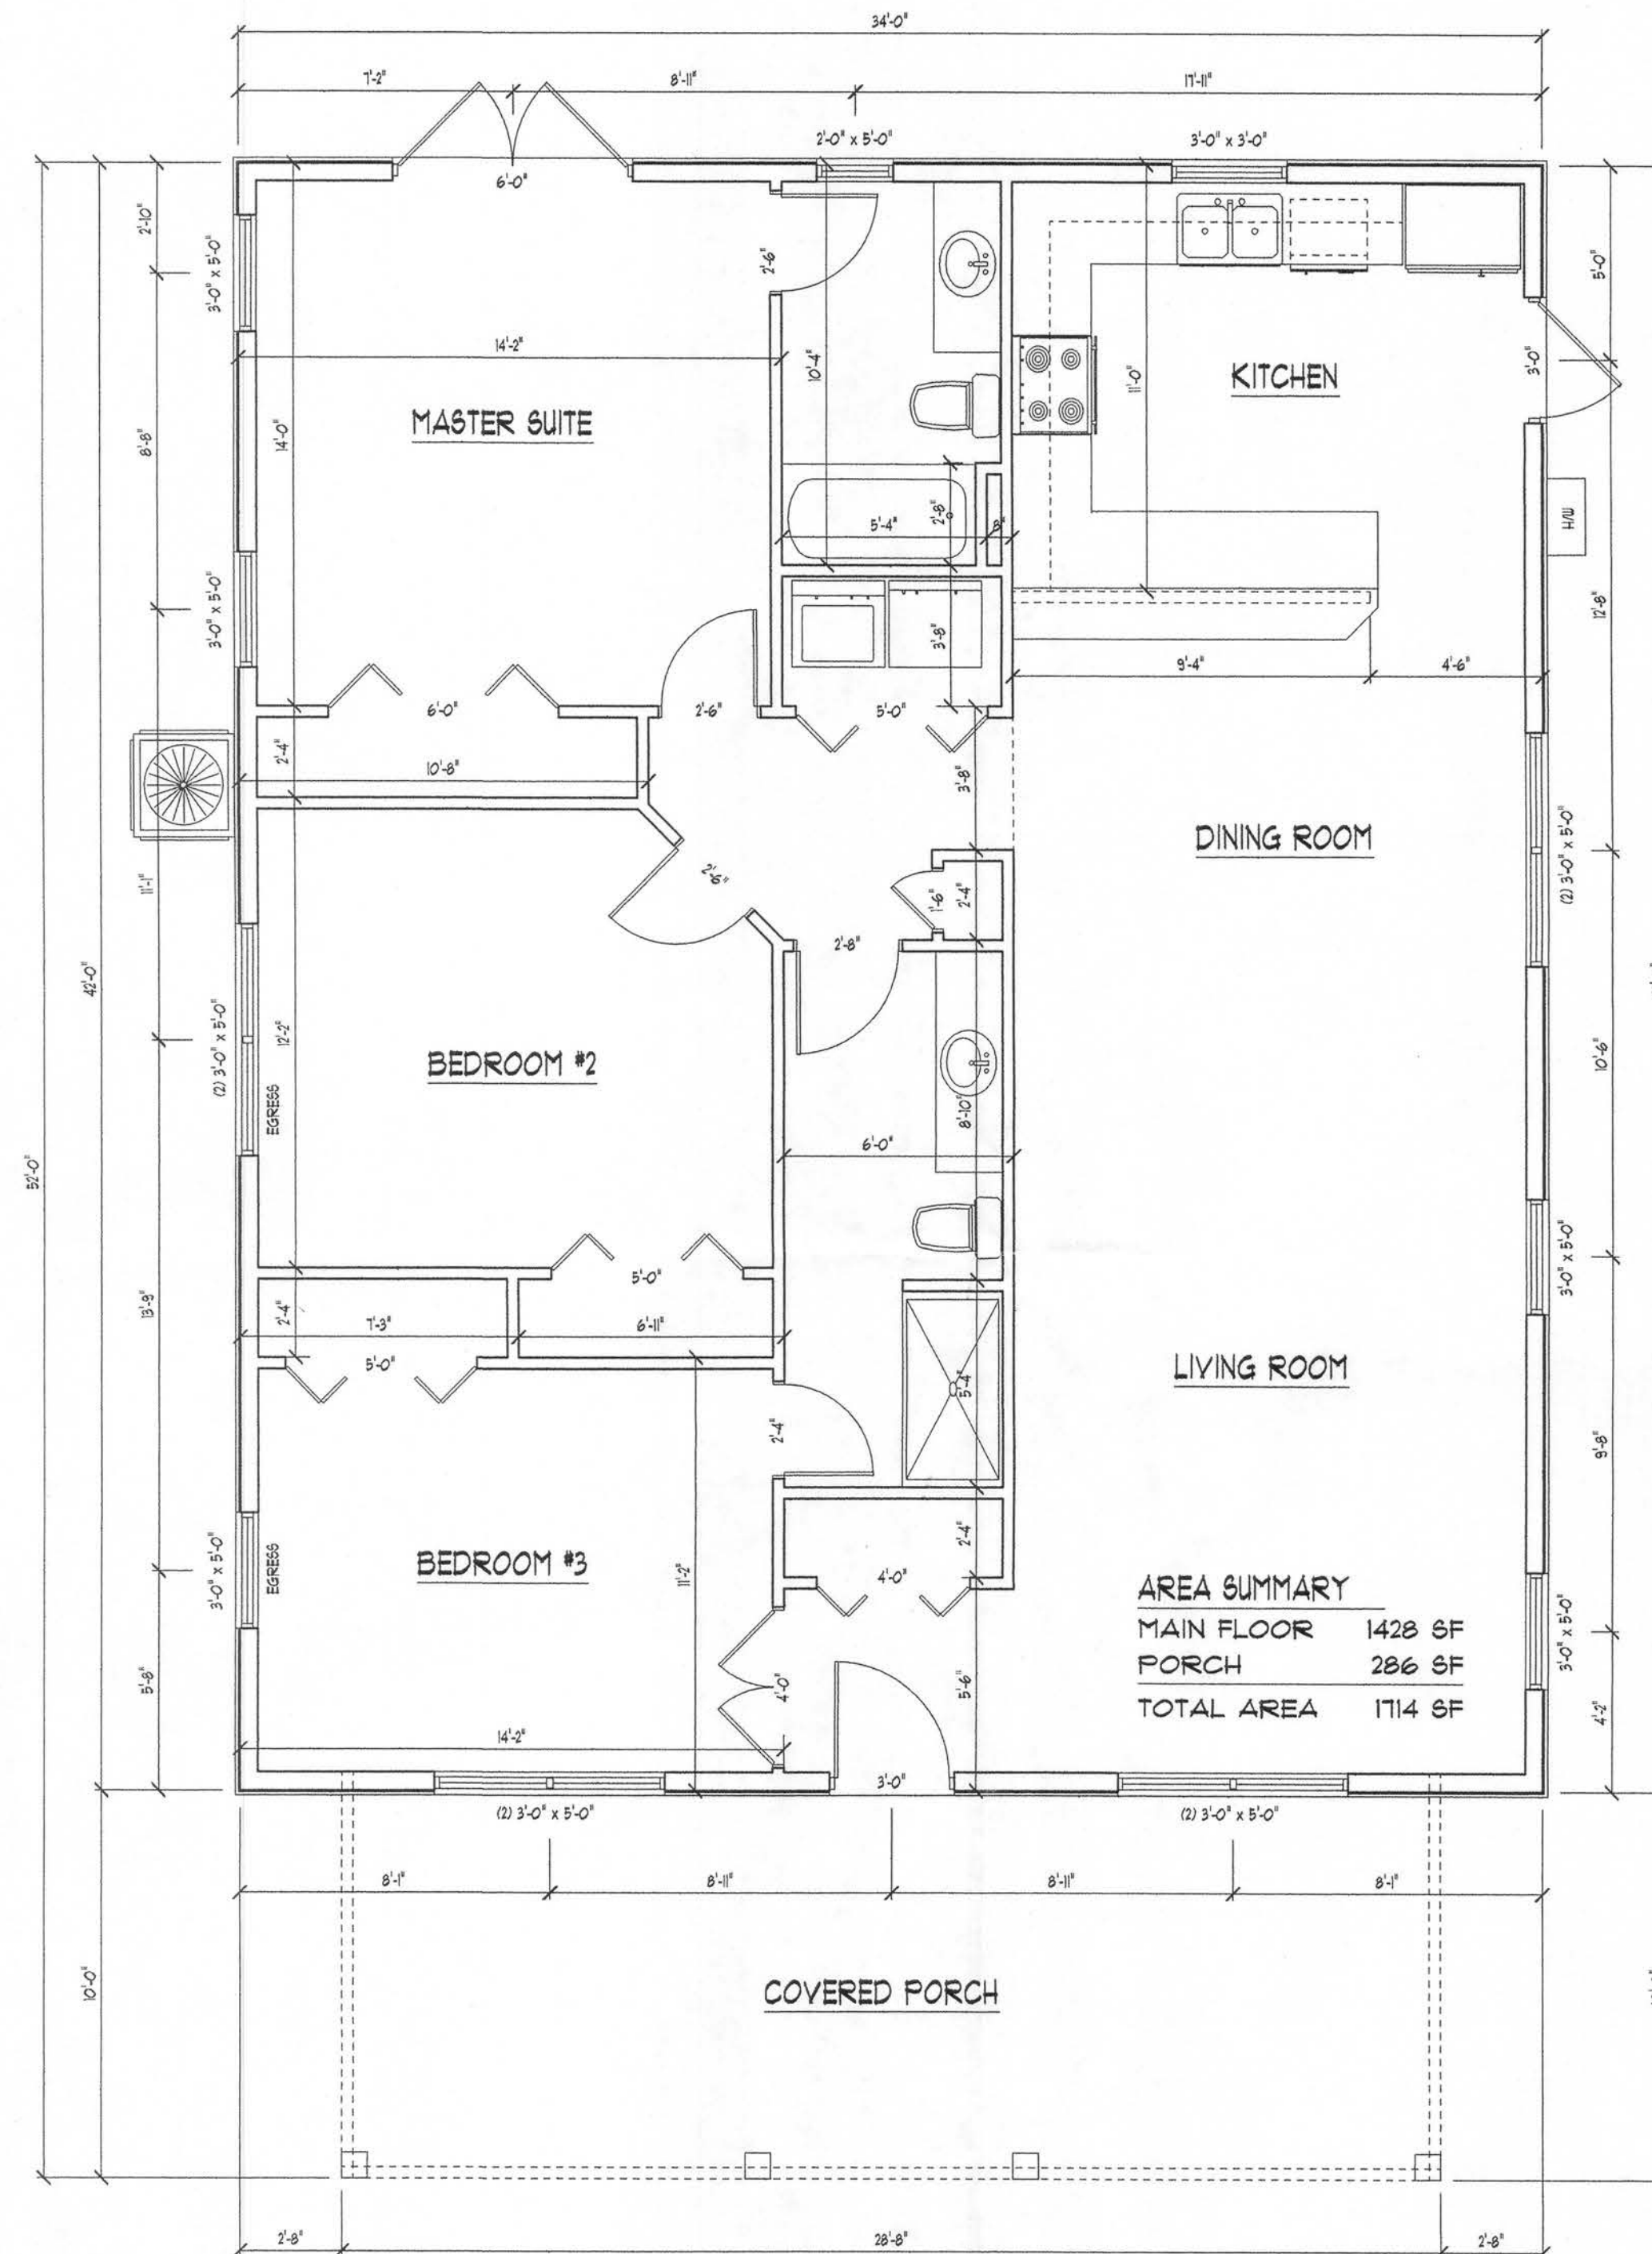 34'-0"
7'-2"
8'-11"
17'-11"
2'-0" x 5'-0"
3'-0" x 3'-0"
6'-0"
2'-10"
3'-0" x 5'-0"
2'-6"
5'-0"
14'-2"
10'-4"
11'-0"
KITCHEN
3'-0"
MASTER SUITE
14'-0"
8'-8"
5'-4"
2'-8"
8"
H/W
3'-0" x 5'-0"
3'-8"
12'-8"
9'-4"
4'-6"
6'-0"
2'-6"
5'-0"
2'-4"
10'-8"
3'-8"
DINING ROOM
(2) 3'-0" x 5'-0"
11'-1"
2'-6"
1'-6"
2'-4"
2'-8"
42'-0"
(2) 3'-0" x 5'-0"
12'-2"
BEDROOM #2
EGRESS
8'-10"
10'-6"
6'-0"
52'-0"
5'-0"
3'-0" x 5'-0"
13'-9"
2'-4"
7'-3"
6'-11"
5'-0"
5'-4"
LIVING ROOM
2'-4"
9'-8"
3'-0" x 5'-0"
EGRESS
BEDROOM #3
11'-2"
2'-4"
4'-0"
AREA SUMMARY
MAIN FLOOR 1428 SF
PORCH 286 SF
TOTAL AREA 1714 SF
3'-0" x 5'-0"
5'-8"
4'-0"
5'-6"
4'-2"
14'-2"
3'-0"
(2) 3'-0" x 5'-0"
(2) 3'-0" x 5'-0"
8'-1"
8'-11"
8'-11"
8'-1"
10'-0"
COVERED PORCH
2'-8"
28'-8"
2'-8"